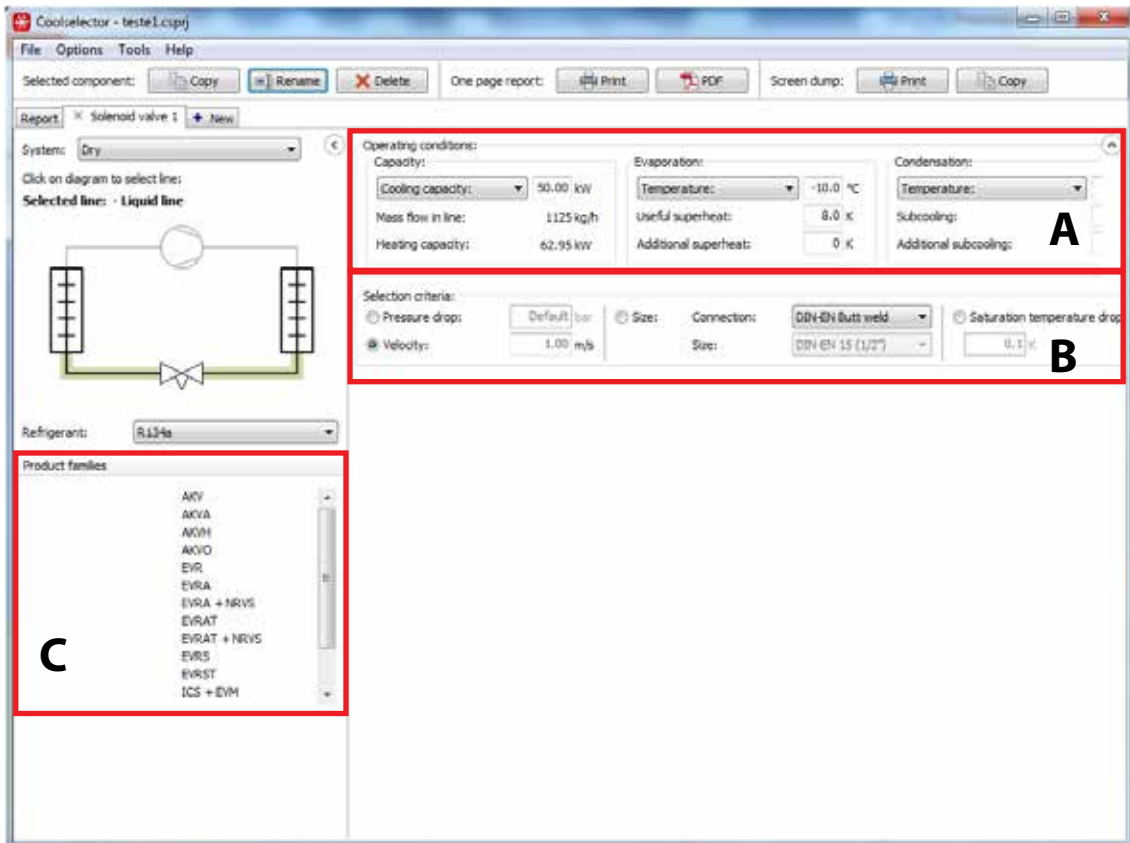 Coolselector - teste1.csprj
File Options Tools Help
Selected component: Copy Rename Delete One page report: Print PDF Screen dump: Print Copy
Report Solenoid valve 1 New
System: Dry
Click on diagram to select line:
Selected line: - Liquid line
Refrigerant: R134a
Product families
AKV
AKVA
AKVH
AKVO
EVR
EVRA
EVRA + NRVS
EVRAT
EVRAT + NRVS
EVRS
EVRST
ICS + EVM
C
Operating conditions:
Capacity: Evaporation: Condensation:
Cooling capacity: 50.00 kW Temperature: -10.0 °C Temperature:
Mass flow in line: 1125 kg/h Useful superheat: 8.0 K Subcooling:
Heating capacity: 62.95 kW Additional superheat: 0 K Additional subcooling:
A
Selection criteria:
Pressure drop: Default bar Size: Connection: DIN-EN Butt weld Saturation temperature drop
Velocity: 1.00 m/s Size: DIN-EN 15 (1/2") 0.1 K
B